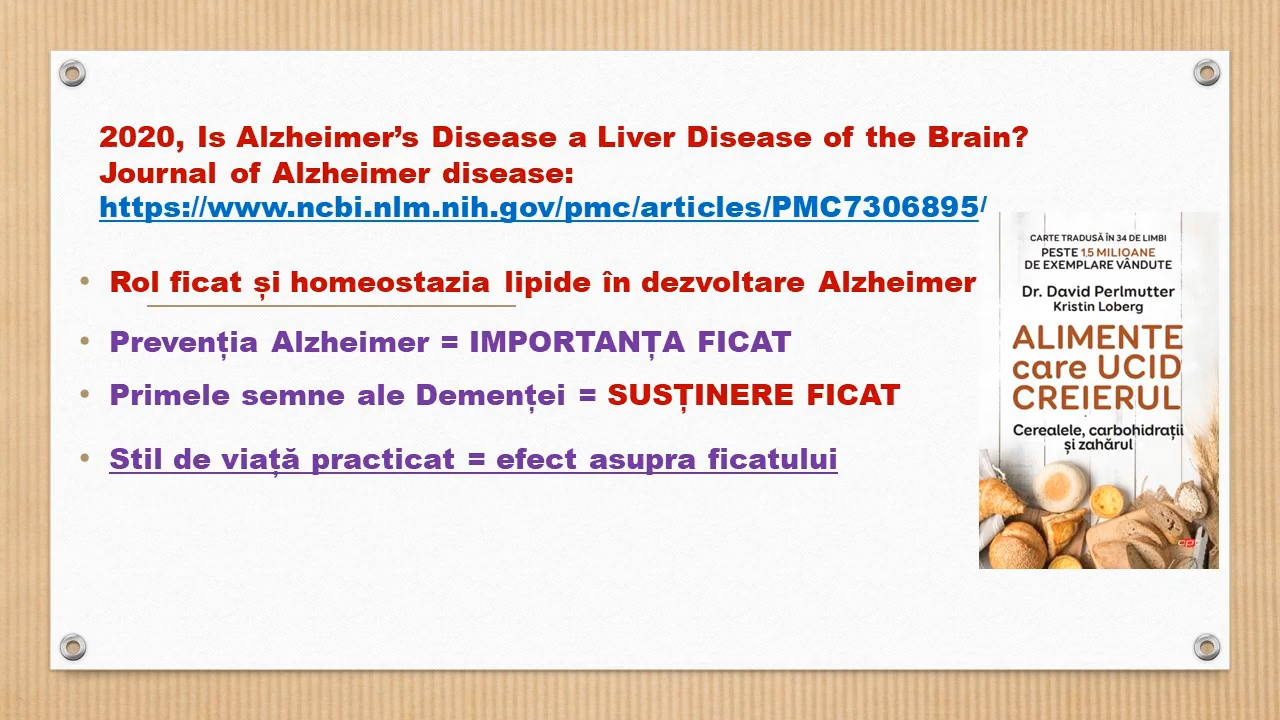 2020, Is Alzheimer’s Disease a Liver Disease of the Brain?
Journal of Alzheimer disease:
https://www.ncbi.nlm.nih.gov/pmc/articles/PMC7306895/
• Rol ficat și homeostazia lipide în dezvoltare Alzheimer
• Prevenția Alzheimer = IMPORTANȚA FICAT
• Primele semne ale Demenței = SUSȚINERE FICAT
• Stil de viață practicat = efect asupra ficatului
CARTE TRADUSĂ ÎN 34 DE LIMBI
PESTE 1,5 MILIOANE
DE EXEMPLARE VÂNDUTE
Dr. David Perlmutter
Kristin Loberg
ALIMENTE
care UCID
CREIERUL
Cerealele, carbohidrații
și zahărul